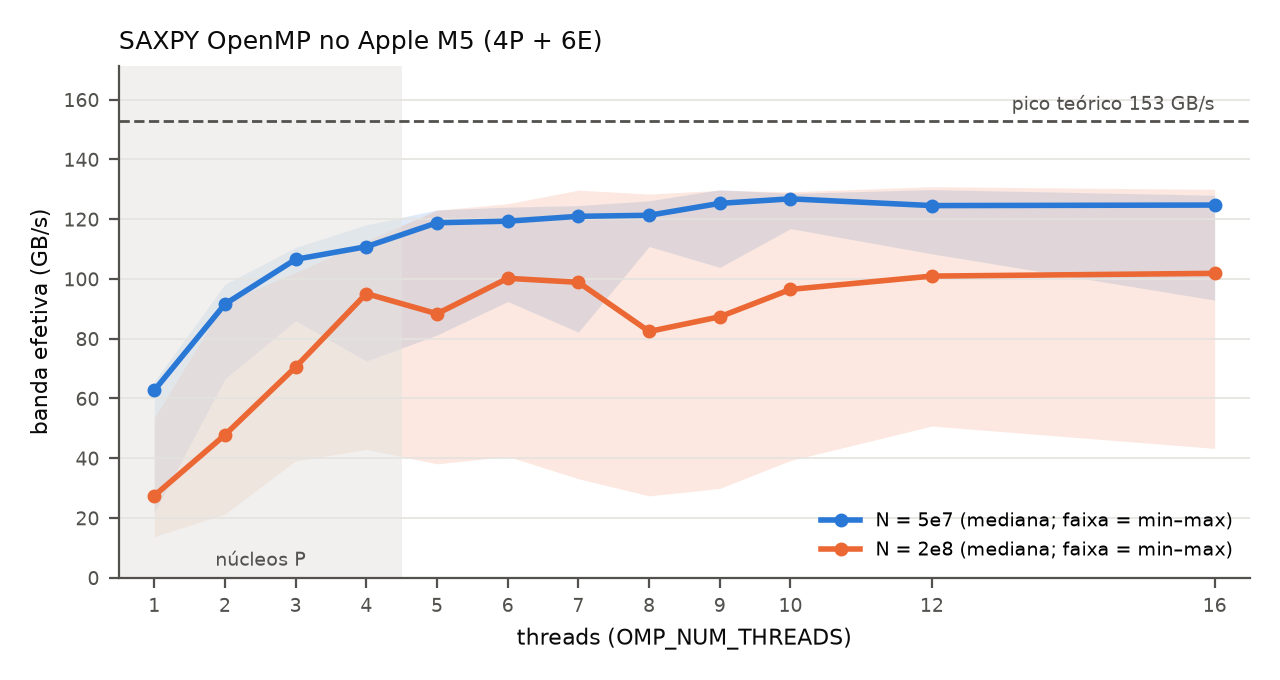 SAXPY OpenMP no Apple M5 (4P + 6E)
banda efetiva (GB/s)
160
140
120
100
80
60
40
20
0
pico teórico 153 GB/s
núcleos P
N = 5e7 (mediana; faixa = min–max)
N = 2e8 (mediana; faixa = min–max)
1 2 3 4 5 6 7 8 9 10 12 16
threads (OMP_NUM_THREADS)